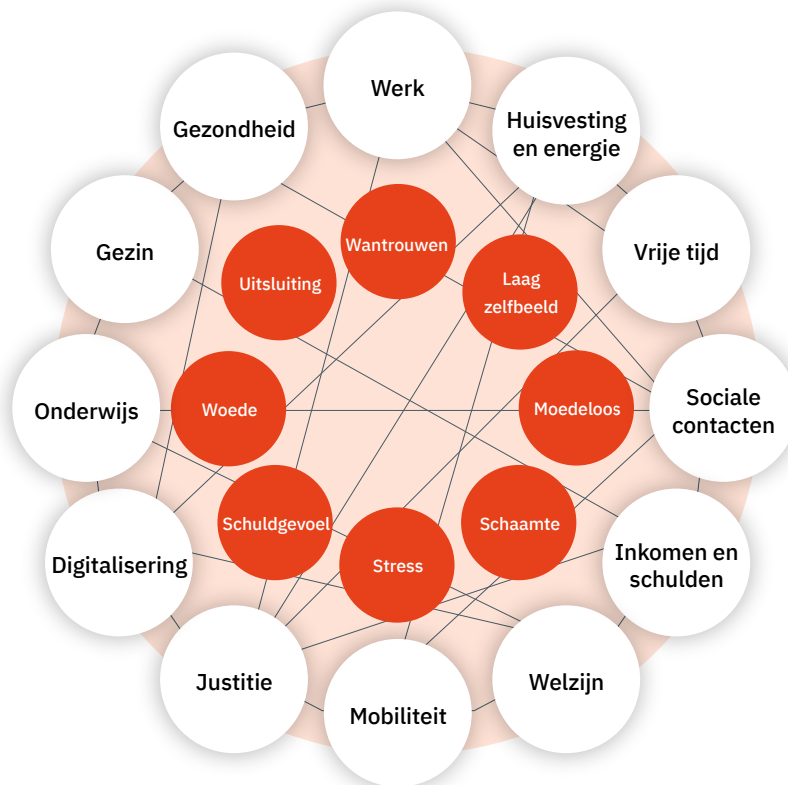 Werk
Huisvesting
en energie
Vrije tijd
Sociale
contacten
Inkomen en
schulden
Welzijn
Mobiliteit
Justitie
Digitalisering
Onderwijs
Gezin
Gezondheid
Wantrouwen
Laag
zelfbeeld
Moedeloos
Schaamte
Stress
Schuldgevoel
Woede
Uitsluiting